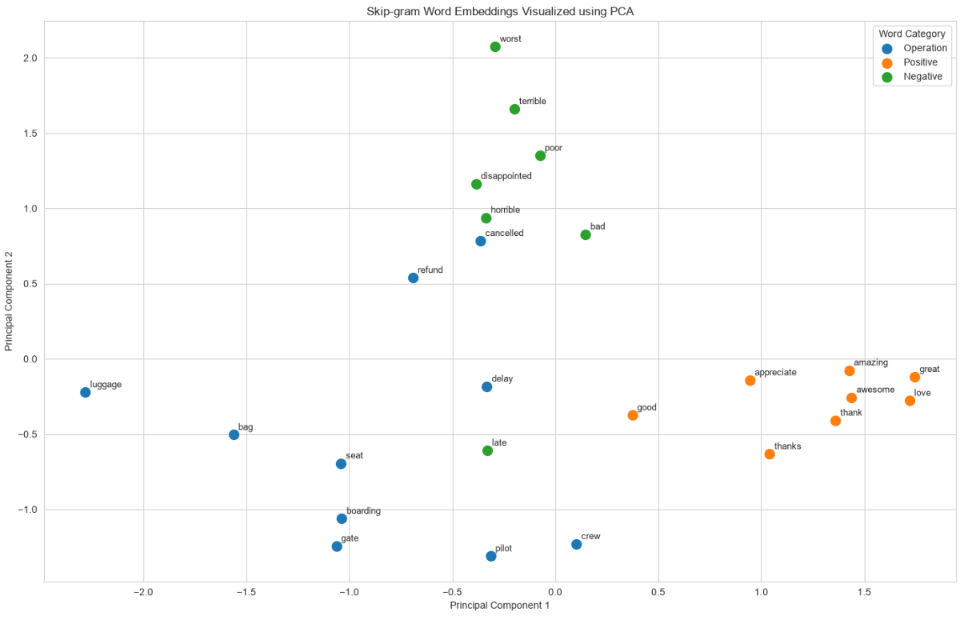 Skip-gram Word Embeddings Visualized using PCA
Word Category
Operation
Positive
Negative
worst
terrible
poor
disappointed
horrible
bad
cancelled
refund
amazing
great
appreciate
luggage
delay
awesome
love
good
thank
bag
late
thanks
seat
boarding
gate
pilot
crew
2.0
1.5
1.0
0.5
0.0
−0.5
−1.0
Principal Component 2
−2.0 −1.5 −1.0 −0.5 0.0 0.5 1.0 1.5
Principal Component 1